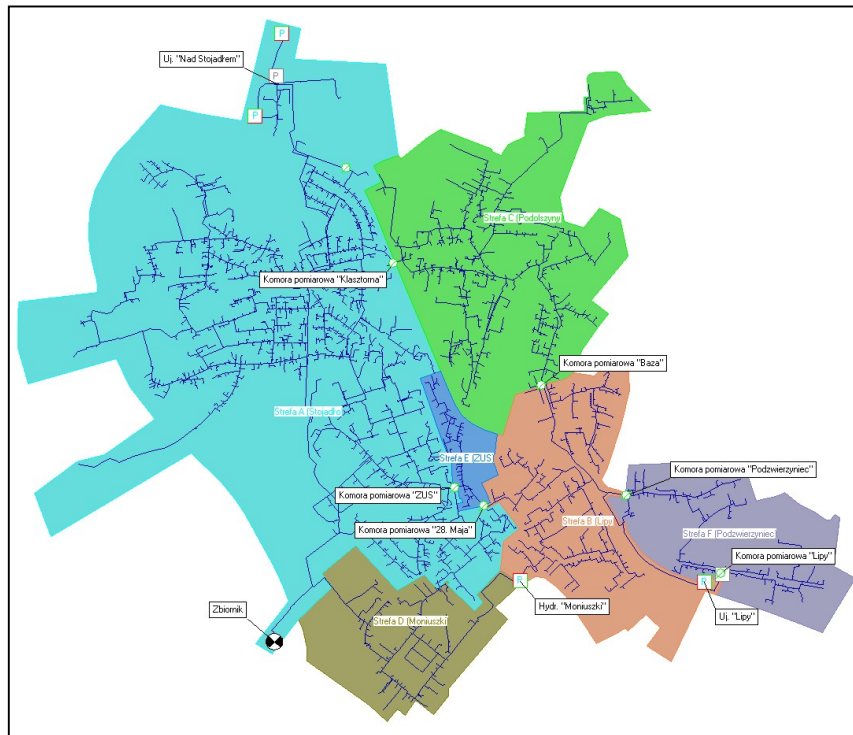 P
Uj. "Nad Stojadłem"
P
P
Strefa C (Podolszyny
Komora pomiarowa "Klasztorna"
Komora pomiarowa "Baza"
Strefa A (Stojadło)
Strefa E (ZUS
Komora pomiarowa "Podzwierzyniec"
Komora pomiarowa "ZUS"
Strefa B (Lipy
Komora pomiarowa "28. Maja"
Strefa F (Podzwierzyniec
Komora pomiarowa "Lipy"
R
R
Zbiornik
Hydr. "Moniuszki"
Uj. "Lipy"
Strefa D (Moniuszki